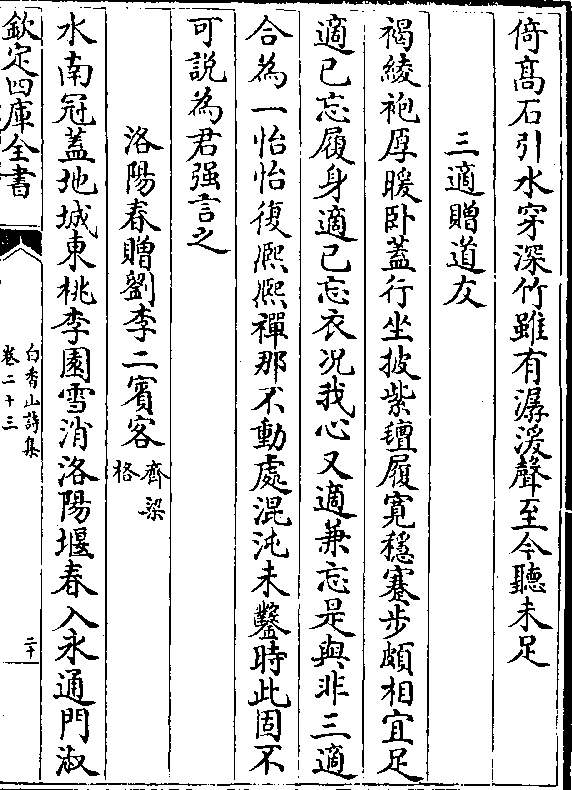 倚髙石引水穿深竹雖有潺湲聲至今聽未足
三適贈道友
褐綾袍厚暖卧葢行坐披紫氊履寛穩蹇步頗相宜足
適已忘履身適已忘衣况我心又適兼忘是與非三適
合為一怡怡復熈熈禪那不動處混沌未鑿時此固不
可説為君强言之
洛陽春贈劉李二賔客齊梁格
水南冠葢地城東桃李園雪消洛陽堰春入永通門淑
欽定四庫全書
白香山詩集
卷二十三
二十